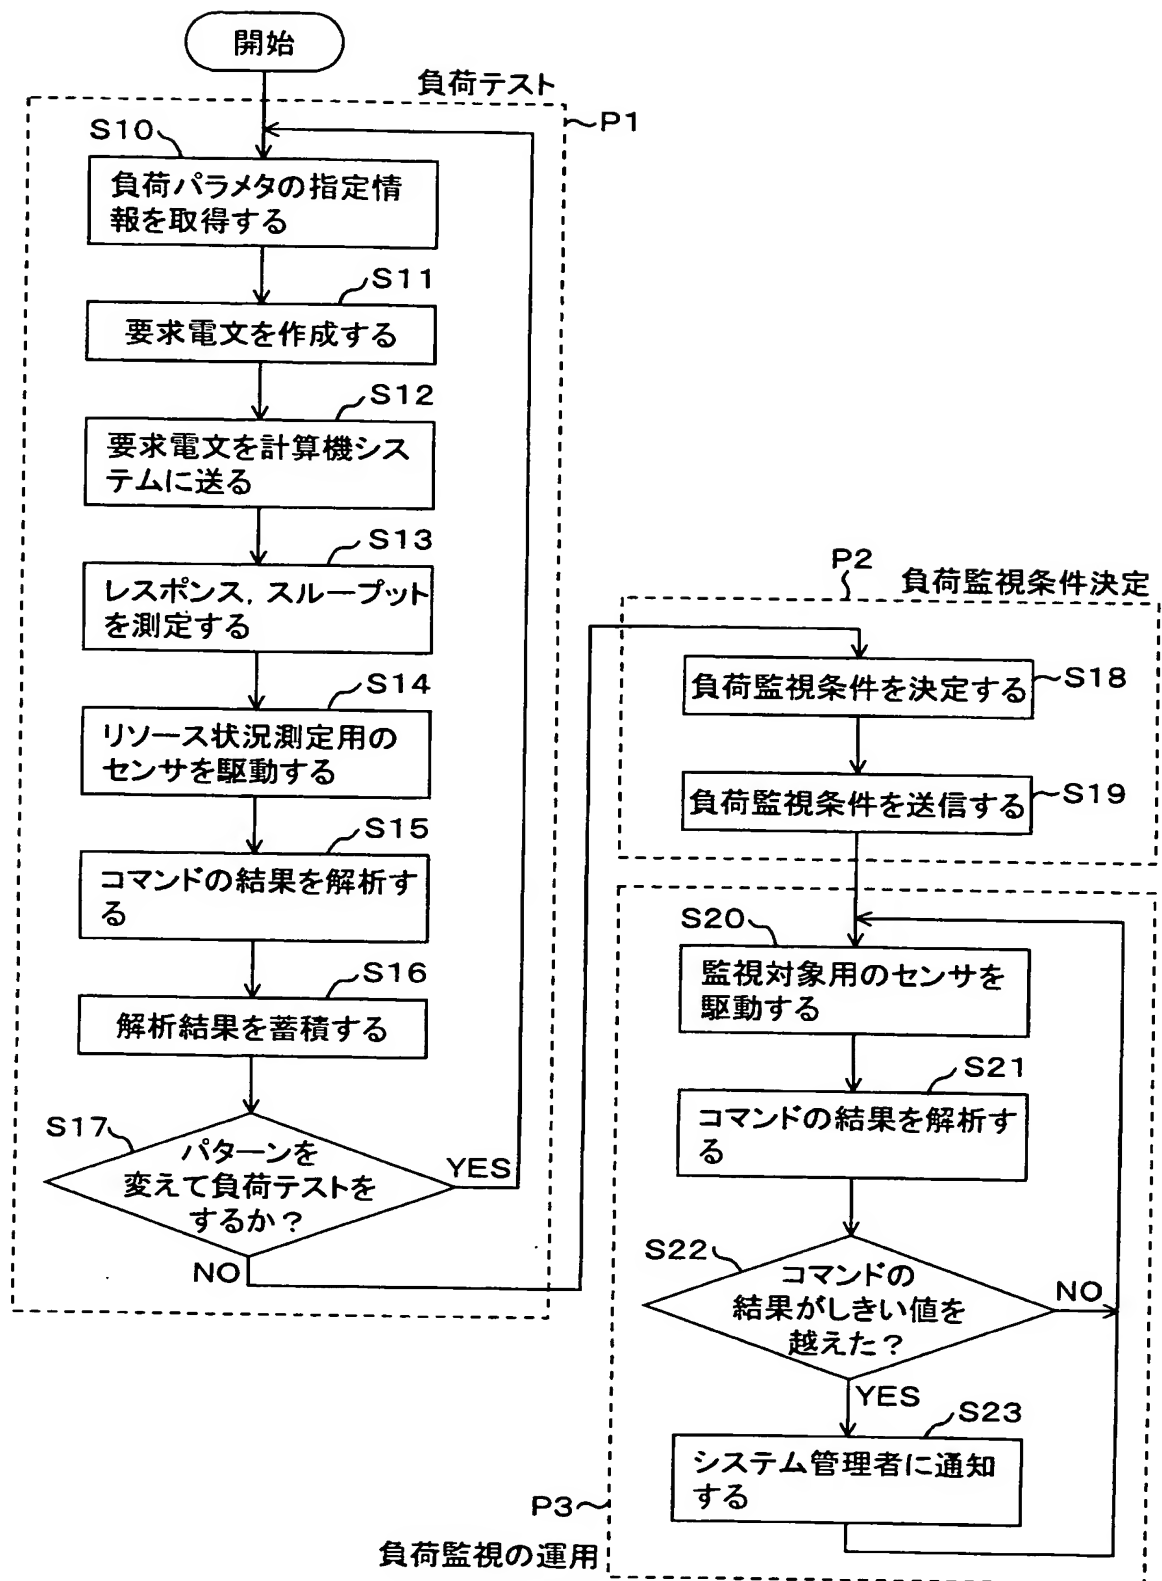 開始
負荷テスト
P1
S10
負荷パラメタの指定情
報を取得する
S11
要求電文を作成する
S12
要求電文を計算機シス
テムに送る
S13
レスポンス,スループット
を測定する
S14
リソース状況測定用の
センサを駆動する
S15
コマンドの結果を解析す
る
S16
解析結果を蓄積する
S17
パターンを
変えて負荷テストを
するか?
YES
NO
P2
負荷監視条件決定
負荷監視条件を決定する
S18
負荷監視条件を送信する
S19
S20
監視対象用のセンサを
駆動する
S21
コマンドの結果を解析す
る
S22
コマンドの
結果がしきい値を
越えた?
NO
YES
S23
システム管理者に通知
する
P3
負荷監視の運用